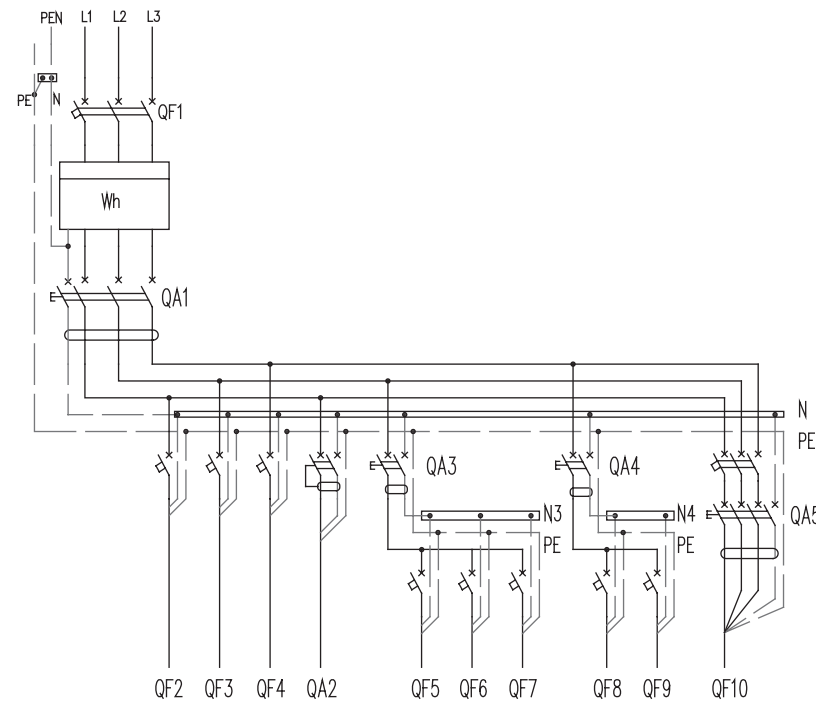 PEN L1 L2 L3
PE N QF1
Wh
QA1
N
PE
QA3 QA4
N3 N4 QA5
PE PE
QF2 QF3 QF4 QA2 QF5 QF6 QF7 QF8 QF9 QF10